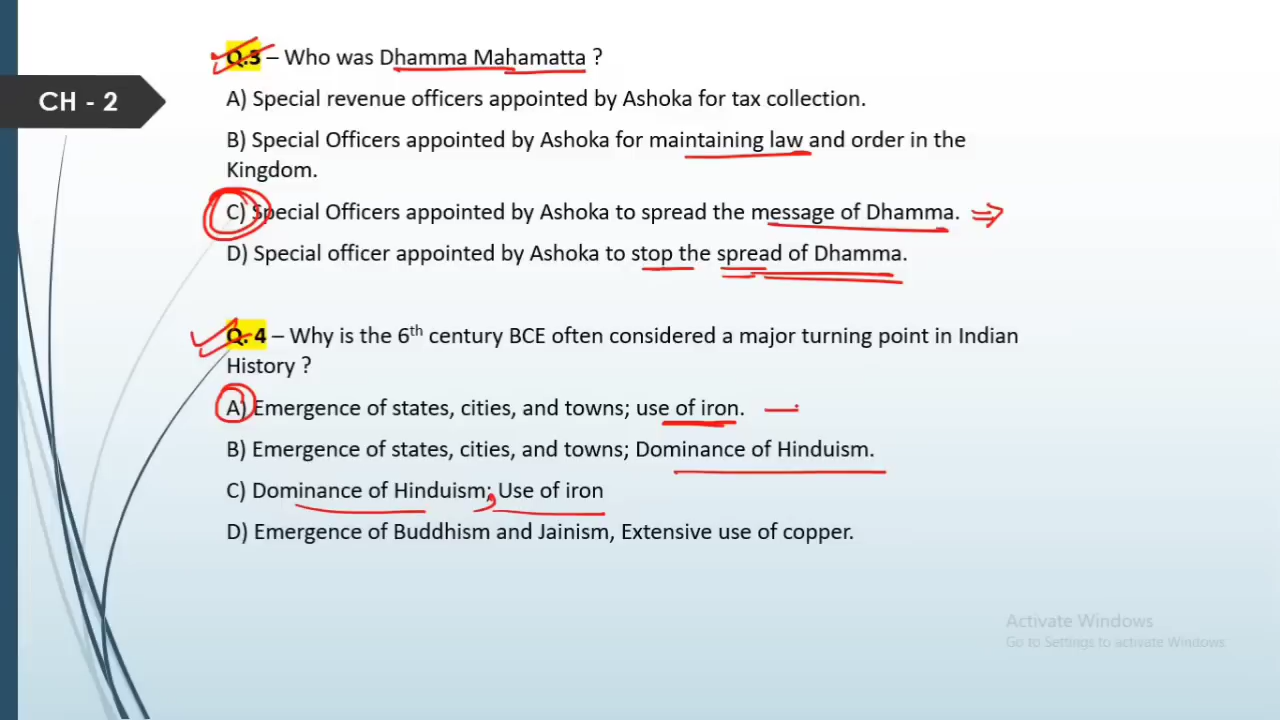 Q.3 – Who was Dhamma Mahamatta ?
CH - 2
A) Special revenue officers appointed by Ashoka for tax collection.
B) Special Officers appointed by Ashoka for maintaining law and order in the
Kingdom.
C) Special Officers appointed by Ashoka to spread the message of Dhamma.
D) Special officer appointed by Ashoka to stop the spread of Dhamma.
Q. 4 – Why is the 6th century BCE often considered a major turning point in Indian
History ?
A) Emergence of states, cities, and towns; use of iron.
B) Emergence of states, cities, and towns; Dominance of Hinduism.
C) Dominance of Hinduism; Use of iron
D) Emergence of Buddhism and Jainism, Extensive use of copper.
Activate Windows
Go to Settings to activate Windows.